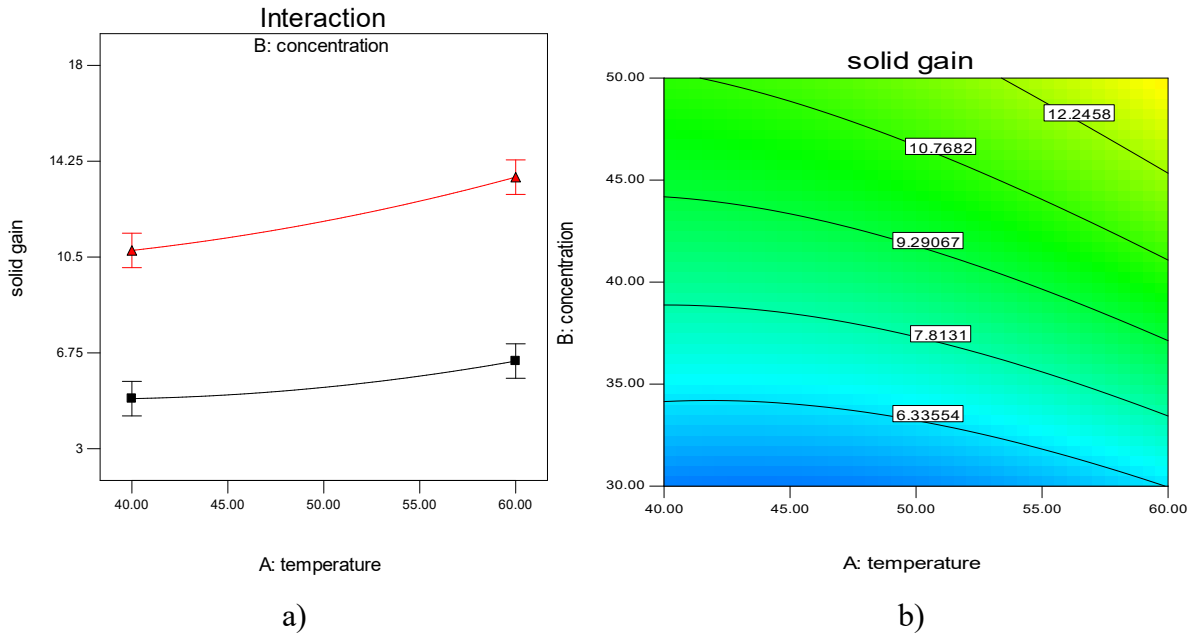 Interaction
B: concentration
18
14.25
10.5
6.75
3
solid gain
40.00
45.00
50.00
55.00
60.00
A: temperature
a)
solid gain
50.00
45.00
40.00
35.00
30.00
B: concentration
12.2458
10.7682
9.29067
7.8131
6.33554
40.00
45.00
50.00
55.00
60.00
A: temperature
b)